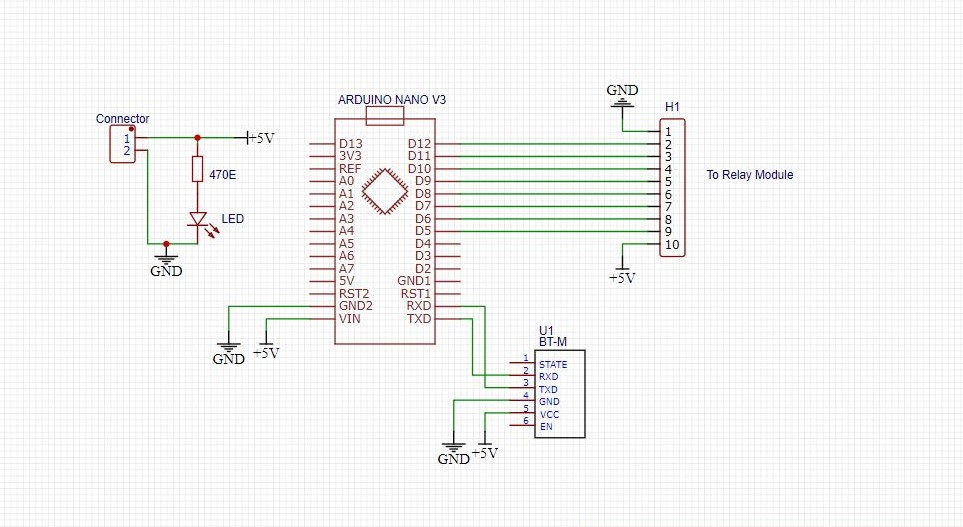 Connector
1
2
+5V
470E
LED
GND
ARDUINO NANO V3
D13 D12
3V3 D11
REF D10
A0 D9
A1 D8
A2 D7
A3 D6
A4 D5
A5 D4
A6 D3
A7 D2
5V GND1
RST2 RST1
GND2 RXD
VIN TXD
GND
+5V
GND
H1
1
2
3
4
5
6
7
8
9
10
To Relay Module
+5V
U1
BT-M
1 STATE
2 RXD
3 TXD
4 GND
5 VCC
6 EN
GND
+5V